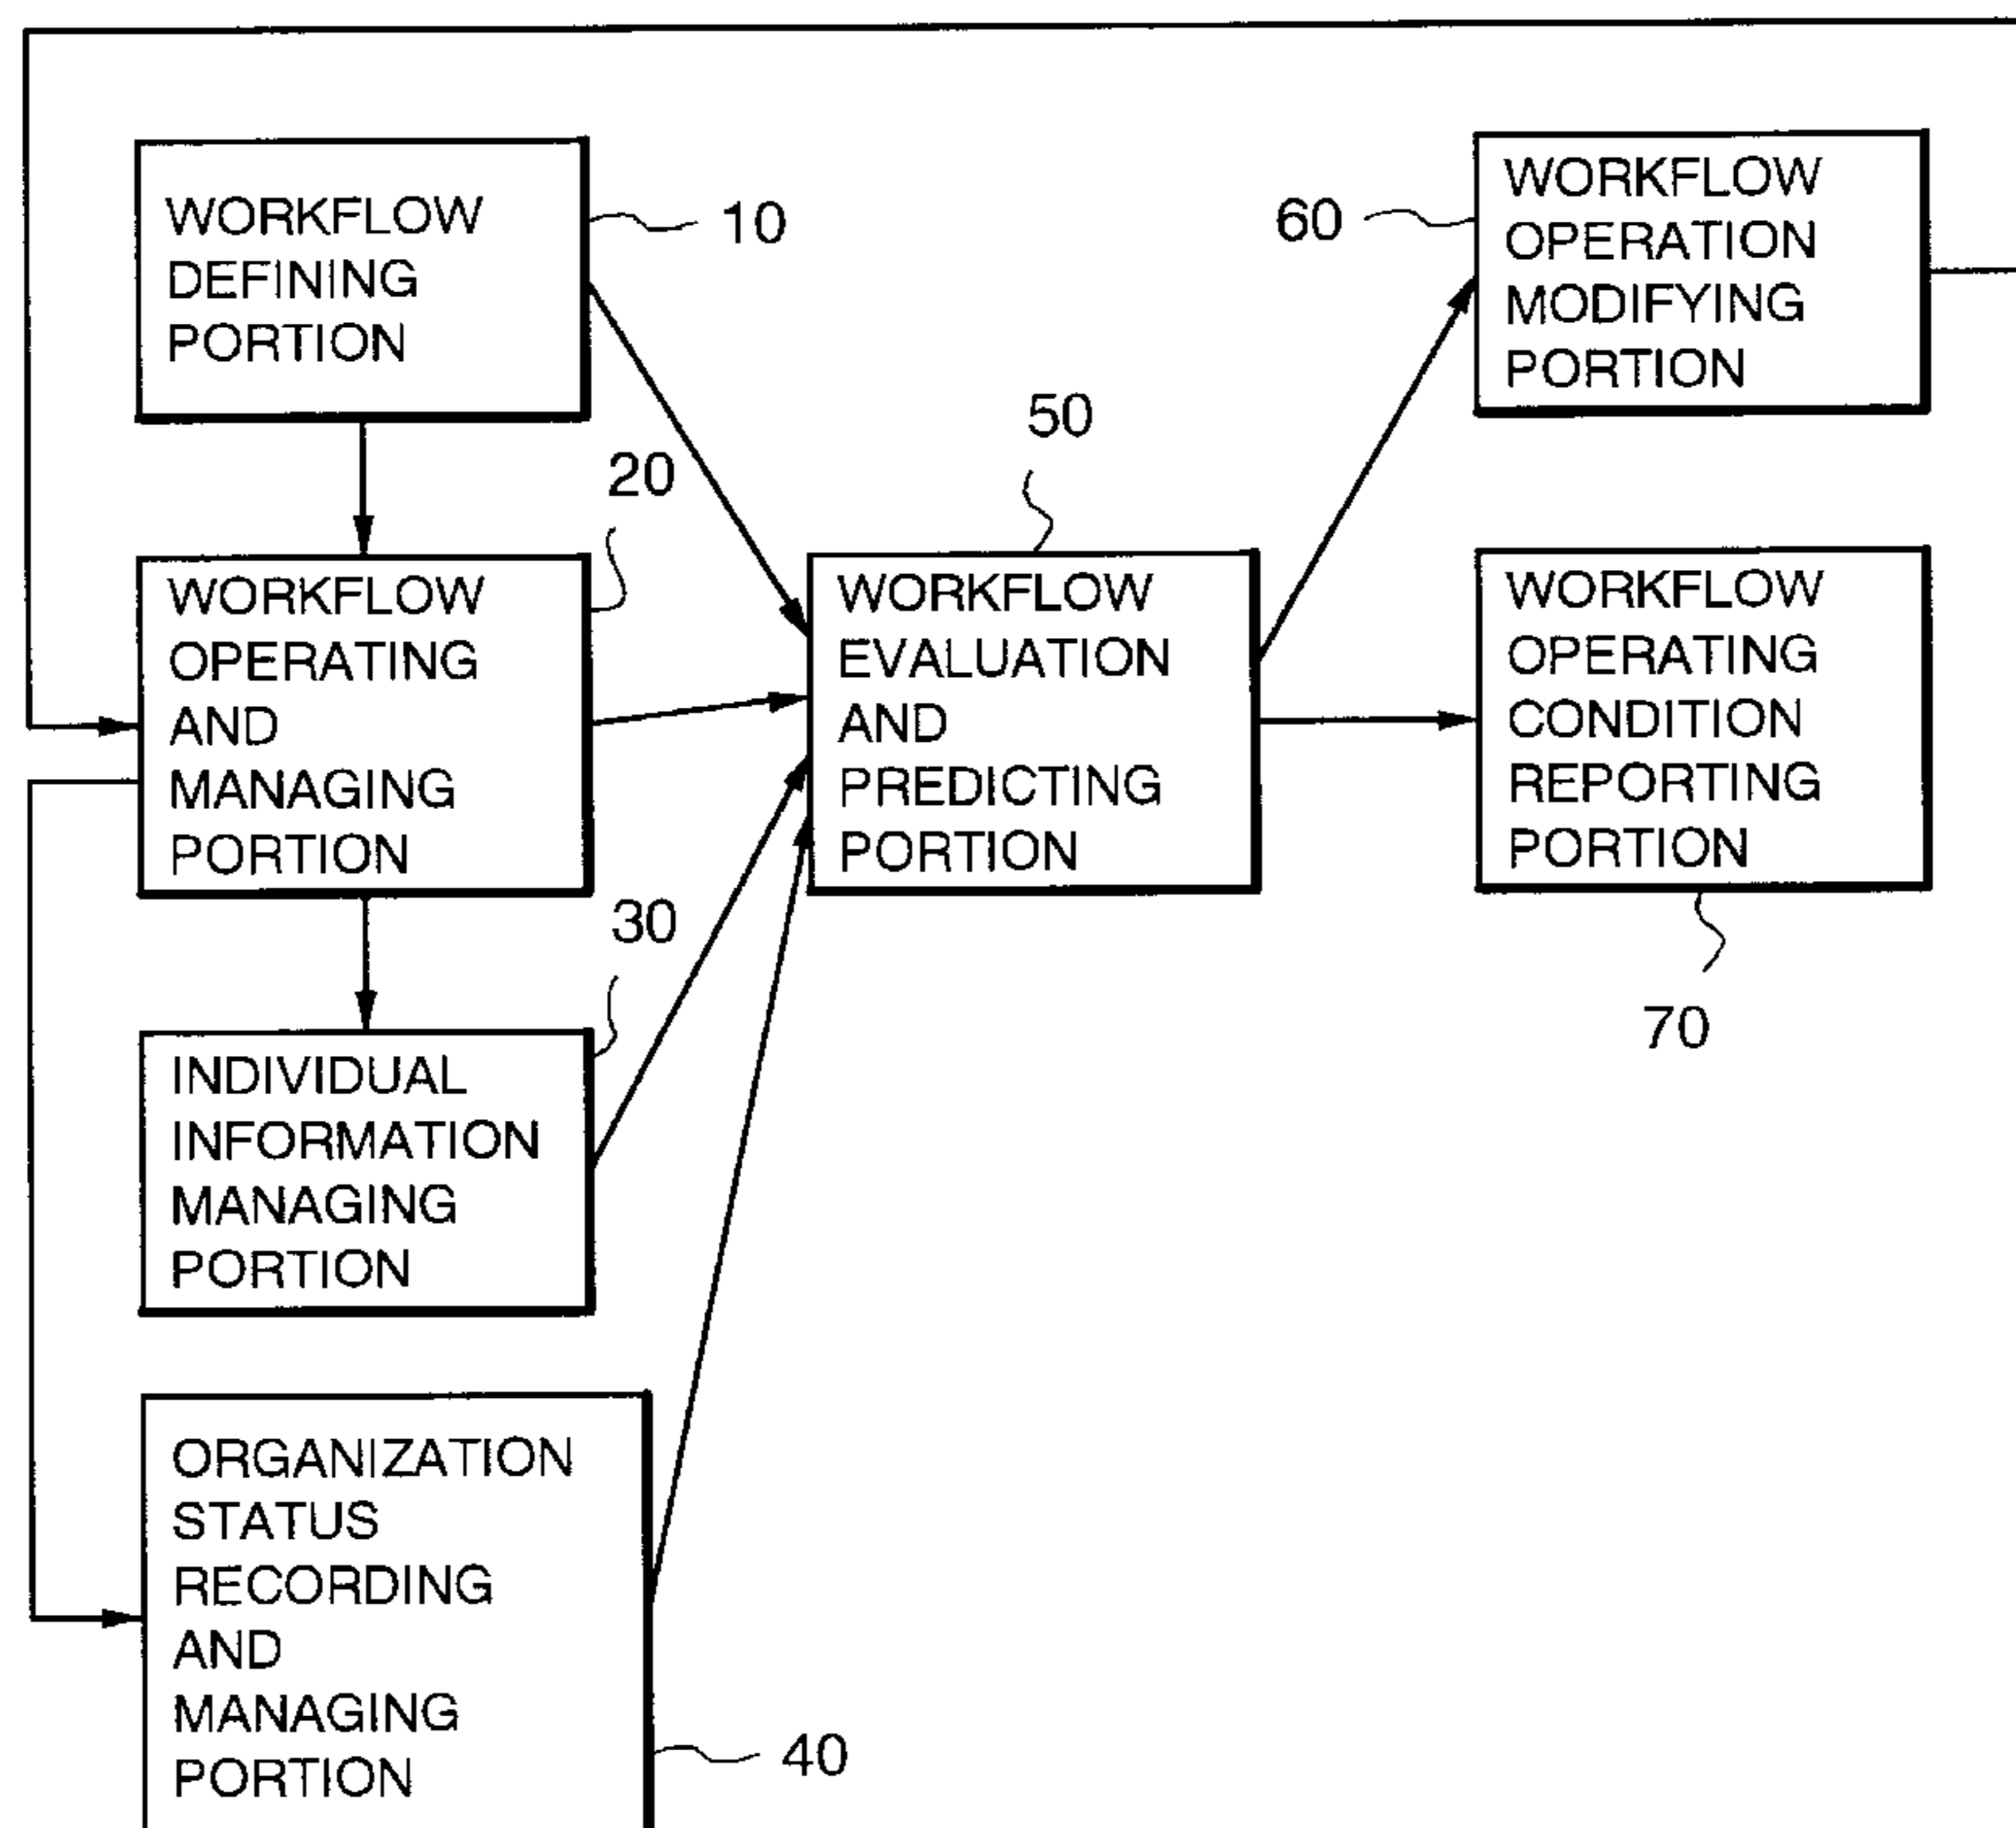 WORKFLOW
DEFINING
PORTION
10
WORKFLOW
OPERATING
AND
MANAGING
PORTION
20
INDIVIDUAL
INFORMATION
MANAGING
PORTION
30
ORGANIZATION
STATUS
RECORDING
AND
MANAGING
PORTION
40
WORKFLOW
EVALUATION
AND
PREDICTING
PORTION
50
WORKFLOW
OPERATION
MODIFYING
PORTION
60
WORKFLOW
OPERATING
CONDITION
REPORTING
PORTION
70